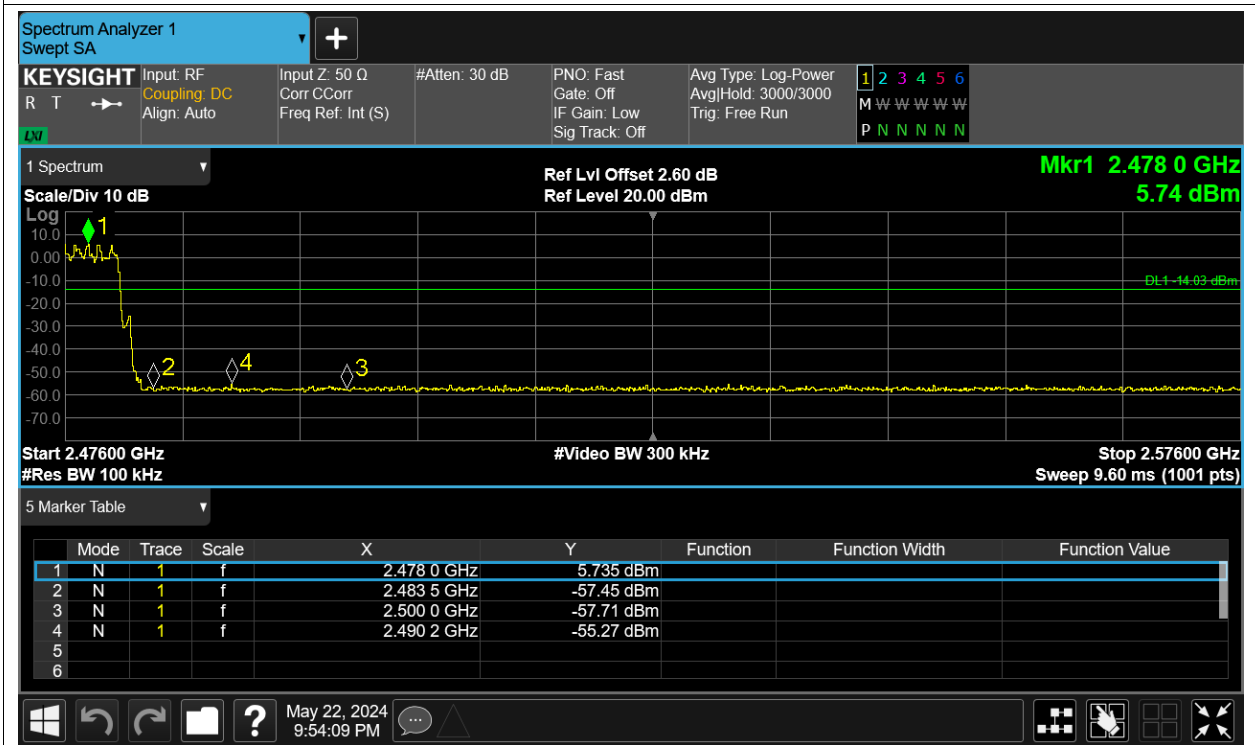 Spectrum Analyzer 1
Swept SA
KEYSIGHT
R T
LXI
Input: RF
Coupling: DC
Align: Auto
Input Z: 50 Ω
Corr CCorr
Freq Ref: Int (S)
#Atten: 30 dB
PNO: Fast
Gate: Off
IF Gain: Low
Sig Track: Off
Avg Type: Log-Power
Avg|Hold: 3000/3000
Trig: Free Run
1 2 3 4 5 6
M W W W W W
P N N N N N
1 Spectrum
Scale/Div 10 dB
Ref Lvl Offset 2.60 dB
Ref Level 20.00 dBm
Mkr1 2.478 0 GHz
5.74 dBm
Log
10.0
0.00
-10.0
-20.0
-30.0
-40.0
-50.0
-60.0
-70.0
1
2
4
3
DL1 -14.03 dBm
Start 2.47600 GHz
#Res BW 100 kHz
#Video BW 300 kHz
Stop 2.57600 GHz
Sweep 9.60 ms (1001 pts)
5 Marker Table
Mode Trace Scale X Y Function Function Width Function Value
1 N 1 f 2.478 0 GHz 5.735 dBm
2 N 1 f 2.483 5 GHz -57.45 dBm
3 N 1 f 2.500 0 GHz -57.71 dBm
4 N 1 f 2.490 2 GHz -55.27 dBm
5
6
?
May 22, 2024
9:54:09 PM